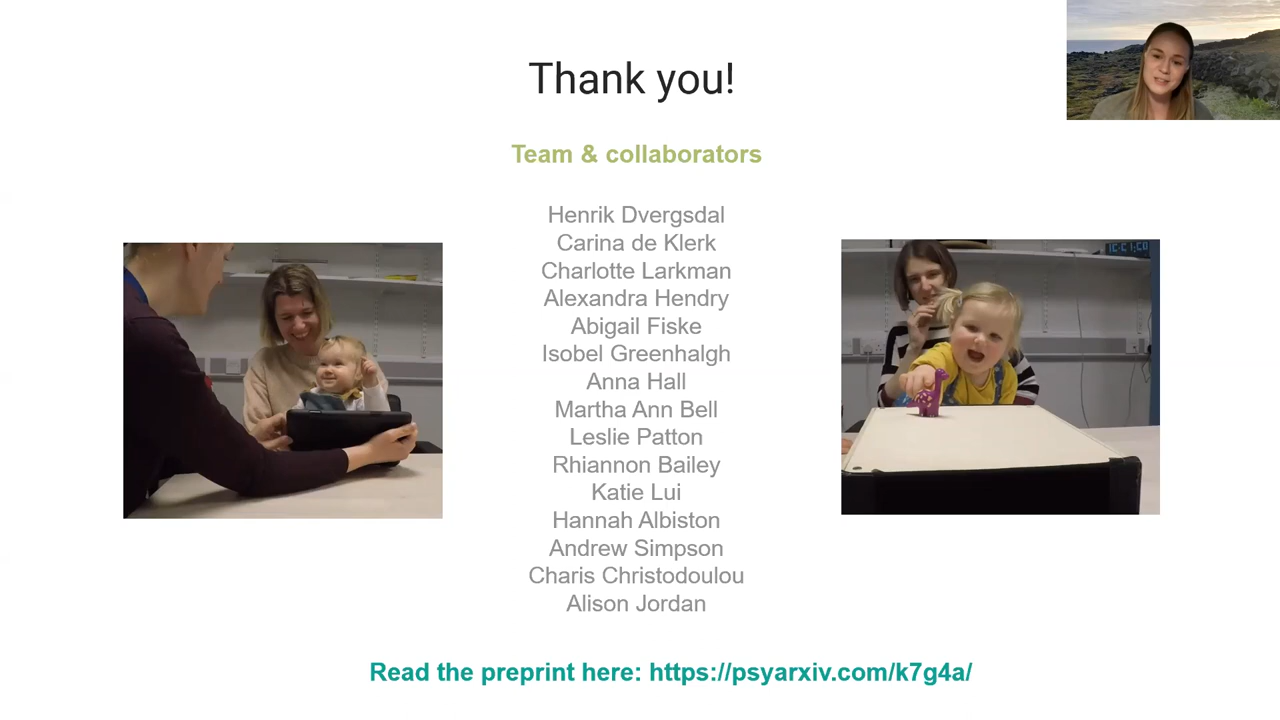 Thank you!
Team & collaborators
Henrik Dvergsdal
Carina de Klerk
Charlotte Larkman
Alexandra Hendry
Abigail Fiske
Isobel Greenhalgh
Anna Hall
Martha Ann Bell
Leslie Patton
Rhiannon Bailey
Katie Lui
Hannah Albiston
Andrew Simpson
Charis Christodoulou
Alison Jordan
Read the preprint here: https://psyarxiv.com/k7g4a/